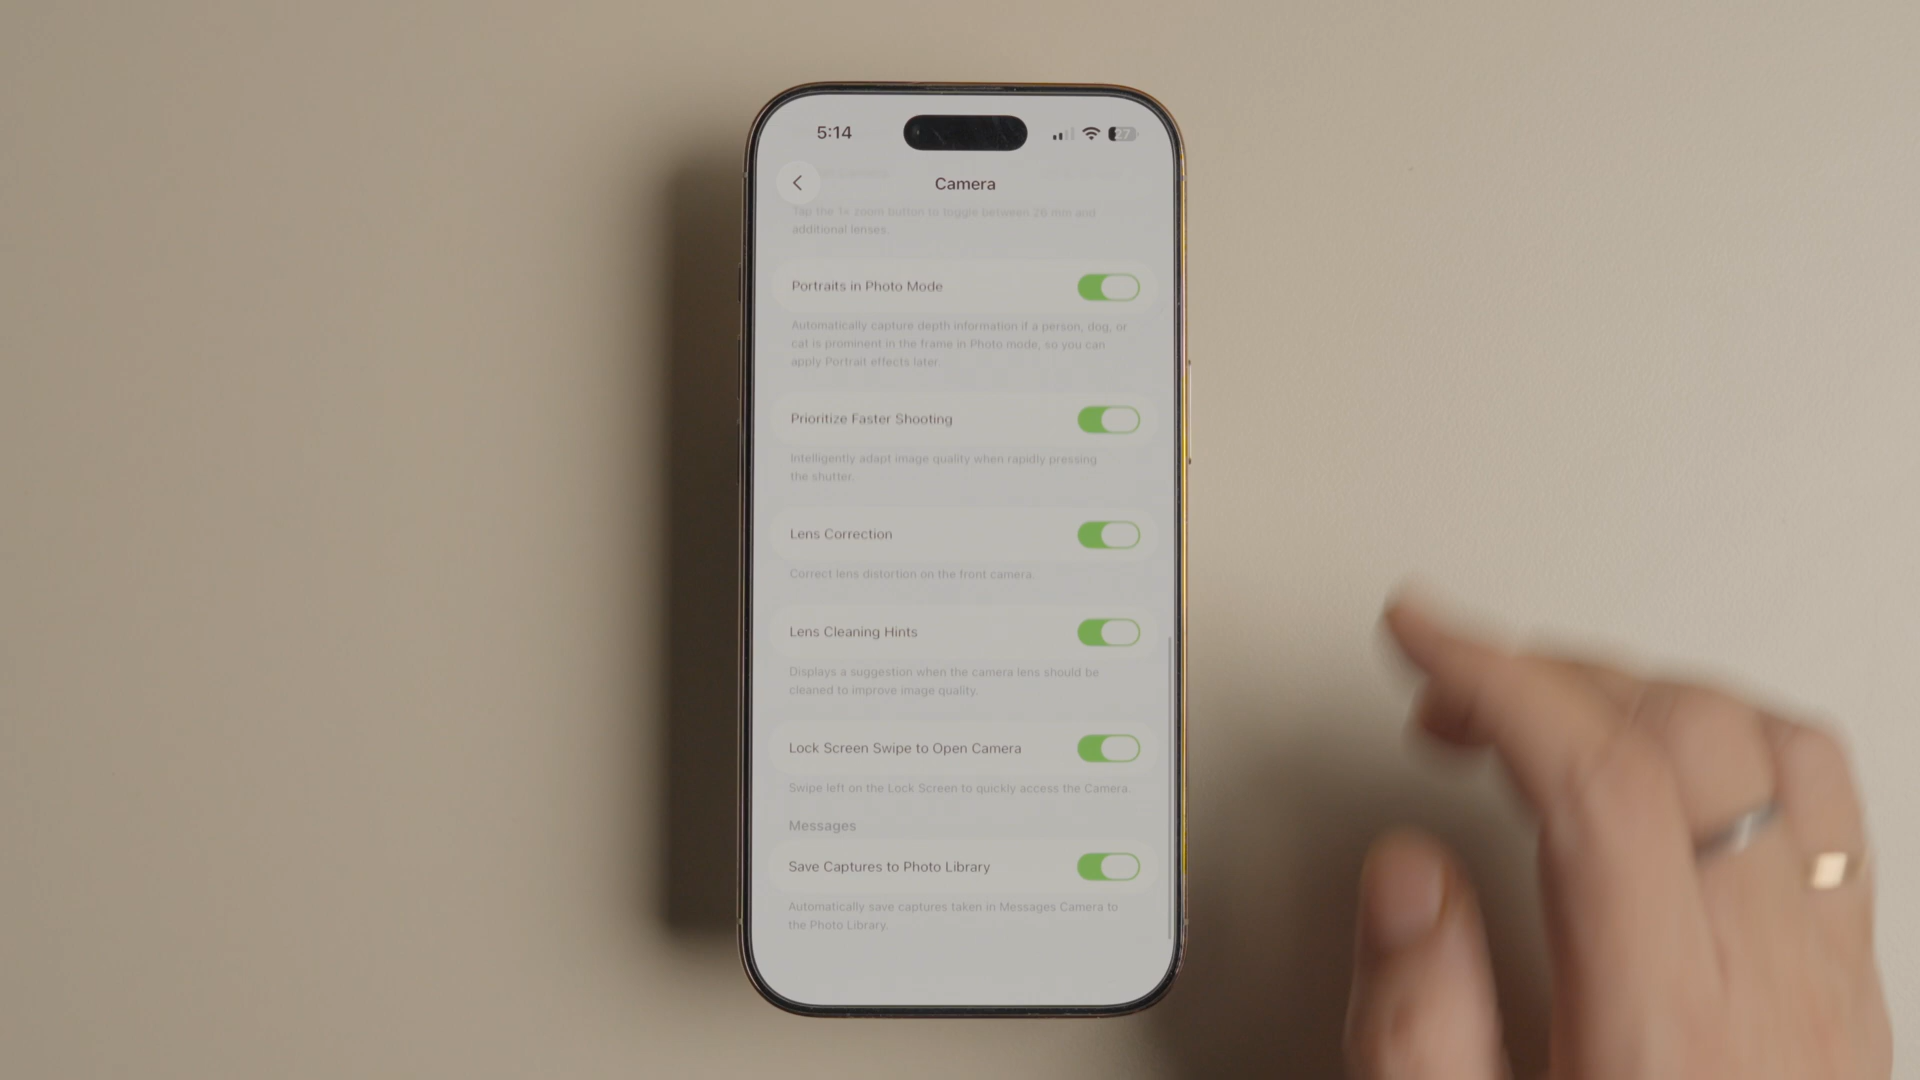 5:14
27
Camera
Tap the 1x zoom button to toggle between 26 mm and
additional lenses.
Portraits in Photo Mode
Automatically capture depth information if a person, dog, or
cat is prominent in the frame in Photo mode, so you can
apply Portrait effects later.
Prioritize Faster Shooting
Intelligently adapt image quality when rapidly pressing
the shutter.
Lens Correction
Correct lens distortion on the front camera.
Lens Cleaning Hints
Displays a suggestion when the camera lens should be
cleaned to improve image quality.
Lock Screen Swipe to Open Camera
Swipe left on the Lock Screen to quickly access the Camera.
Messages
Save Captures to Photo Library
Automatically save captures taken in Messages Camera to
the Photo Library.